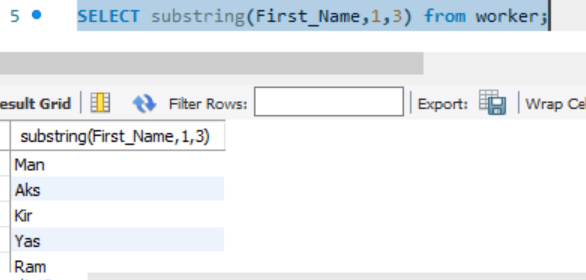 5 SELECT substring(First_Name,1,3) from worker;
esult Grid Filter Rows: Export: Wrap Ce
substring(First_Name,1,3)
Man
Aks
Kir
Yas
Ram